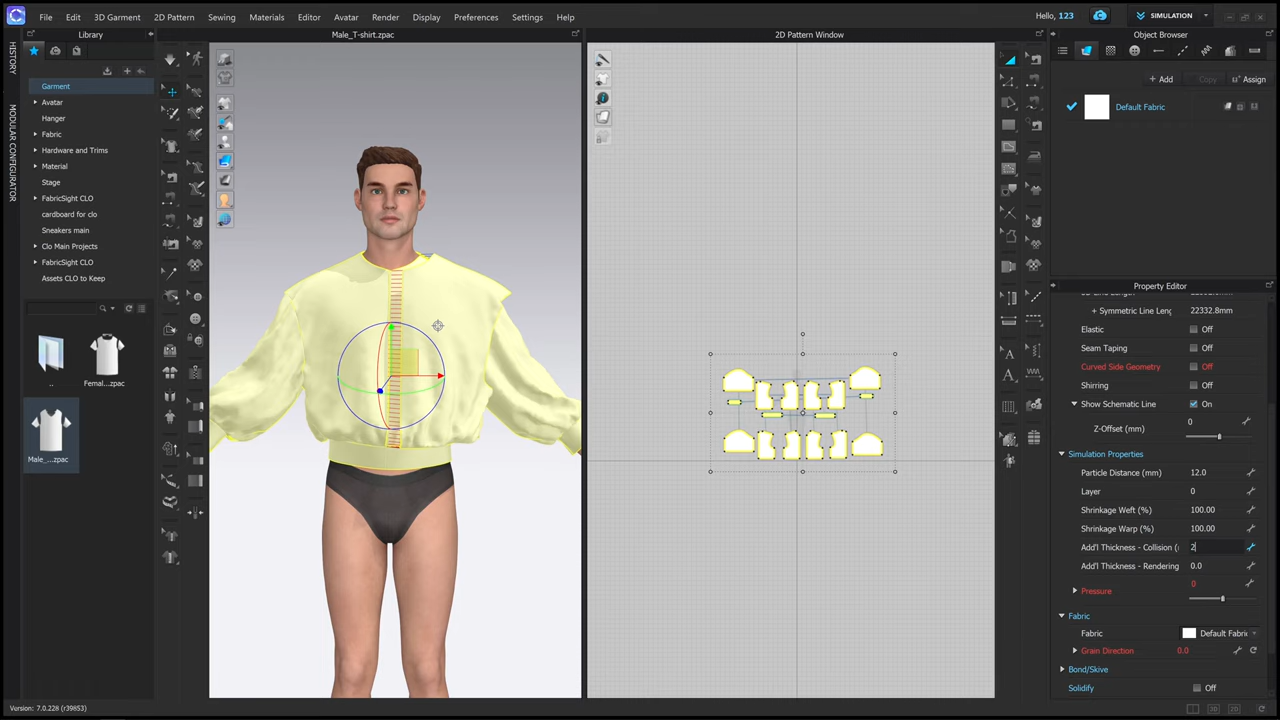 File Edit 3D Garment 2D Pattern Sewing Materials Editor Avatar Render Display Preferences Settings Help
Hello, 123
SIMULATION
HISTORY
MODULAR CONFIGURATOR
Library
Garment
Avatar
Hanger
Fabric
Hardware and Trims
Material
Stage
FabricSight CLO
cardboard for clo
Sneakers main
Clo Main Projects
FabricSight CLO
Assets CLO to Keep
..
Femal...zpac
Male_...zpac
Male_T-shirt.zpac
2D Pattern Window
Object Browser
+ Add Copy Assign
Default Fabric
Property Editor
+ Symmetric Line Leng 22332.8mm
Elastic Off
Seam Taping Off
Curved Side Geometry Off
Shirring Off
Show Schematic Line On
Z-Offset (mm) 0
Simulation Properties
Particle Distance (mm) 12.0
Layer 0
Shrinkage Weft (%) 100.00
Shrinkage Warp (%) 100.00
Add'l Thickness - Collision ( 2
Add'l Thickness - Rendering 0.0
Pressure 0
Fabric
Fabric Default Fabric
Grain Direction 0.0
Bond/Skive
Solidify Off
Version: 7.0.228 (r39853)